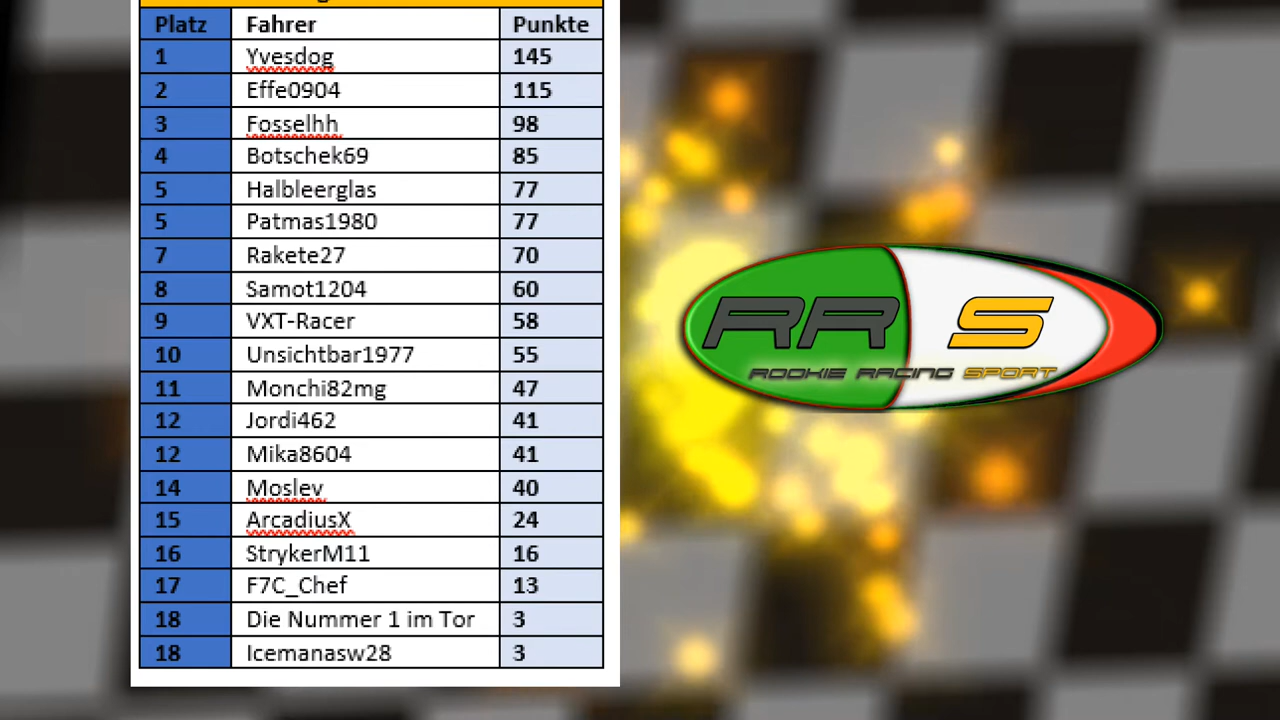 Platz Fahrer Punkte
1 Yvesdog 145
2 Effe0904 115
3 Fosselhh 98
4 Botschek69 85
5 Halbleerglas 77
5 Patmas1980 77
7 Rakete27 70
8 Samot1204 60
9 VXT-Racer 58
10 Unsichtbar1977 55
11 Monchi82mg 47
12 Jordi462 41
12 Mika8604 41
14 Moslev 40
15 ArcadiusX 24
16 StrykerM11 16
17 F7C_Chef 13
18 Die Nummer 1 im Tor 3
18 Icemanasw28 3
RR S
ROOKIE RACING SPORT